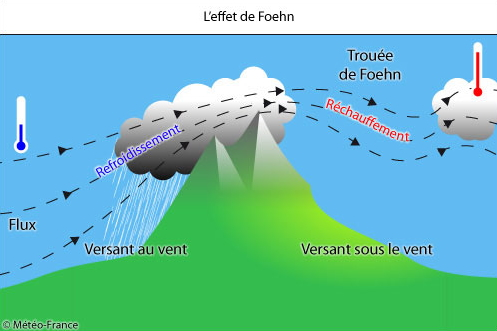 L'effet de Foehn
Trouée
de Foehn
Refroidissement
Réchauffement
Flux
Versant au vent
Versant sous le vent
© Météo-France